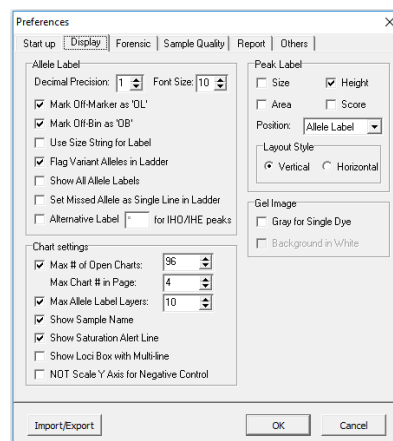 Preferences
Start up Display Forensic Sample Quality Report Others
Allele Label
Decimal Precision: 1 Font Size: 10
Mark Off-Marker as 'OL'
Mark Off-Bin as 'OB'
Use Size String for Label
Flag Variant Alleles in Ladder
Show All Allele Labels
Set Missed Allele as Single Line in Ladder
Alternative Label * for IHO/IHE peaks
Chart settings
Max # of Open Charts: 96
Max Chart # in Page: 4
Max Allele Label Layers: 10
Show Sample Name
Show Saturation Alert Line
Show Loci Box with Multi-line
NOT Scale Y Axis for Negative Control
Peak Label
Size Height
Area Score
Position: Allele Label
Layout Style
Vertical Horizontal
Gel Image
Gray for Single Dye
Background in White
Import/Export OK Cancel